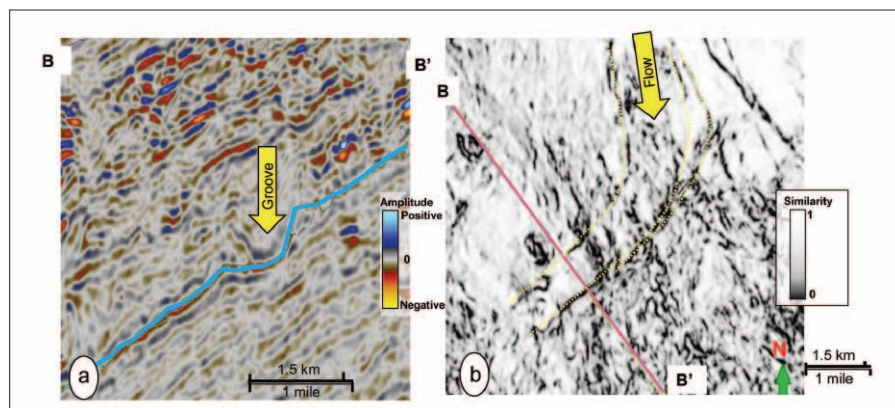 B
B'
Groove
Amplitude
Positive
0
Negative
a
1.5 km
1 mile
Flow
B
Similarity
1
0
N
B'
b
1.5 km
1 mile